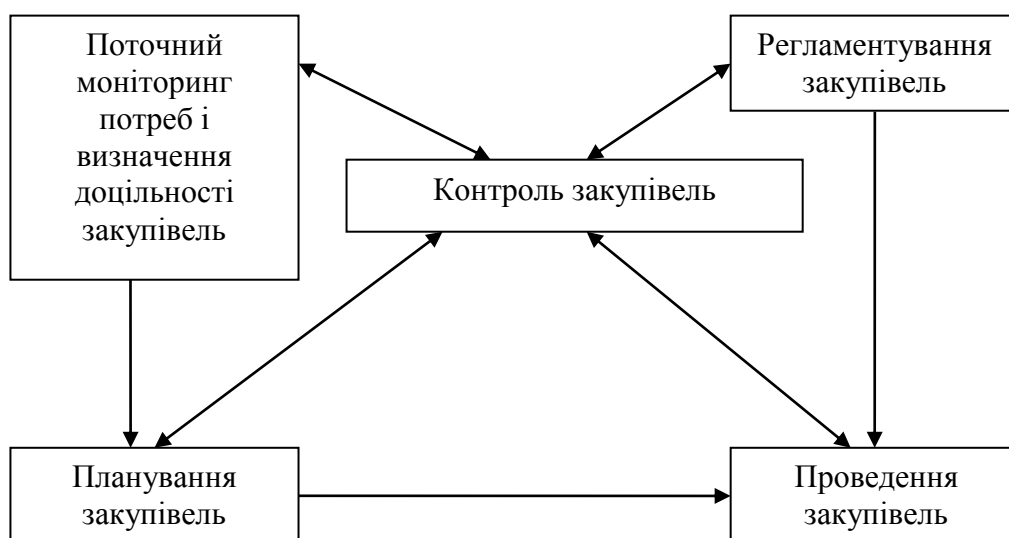 Поточний
моніторинг
потреб і
визначення
доцільності
закупівель
Регламентування
закупівель
Контроль закупівель
Планування
закупівель
Проведення
закупівель